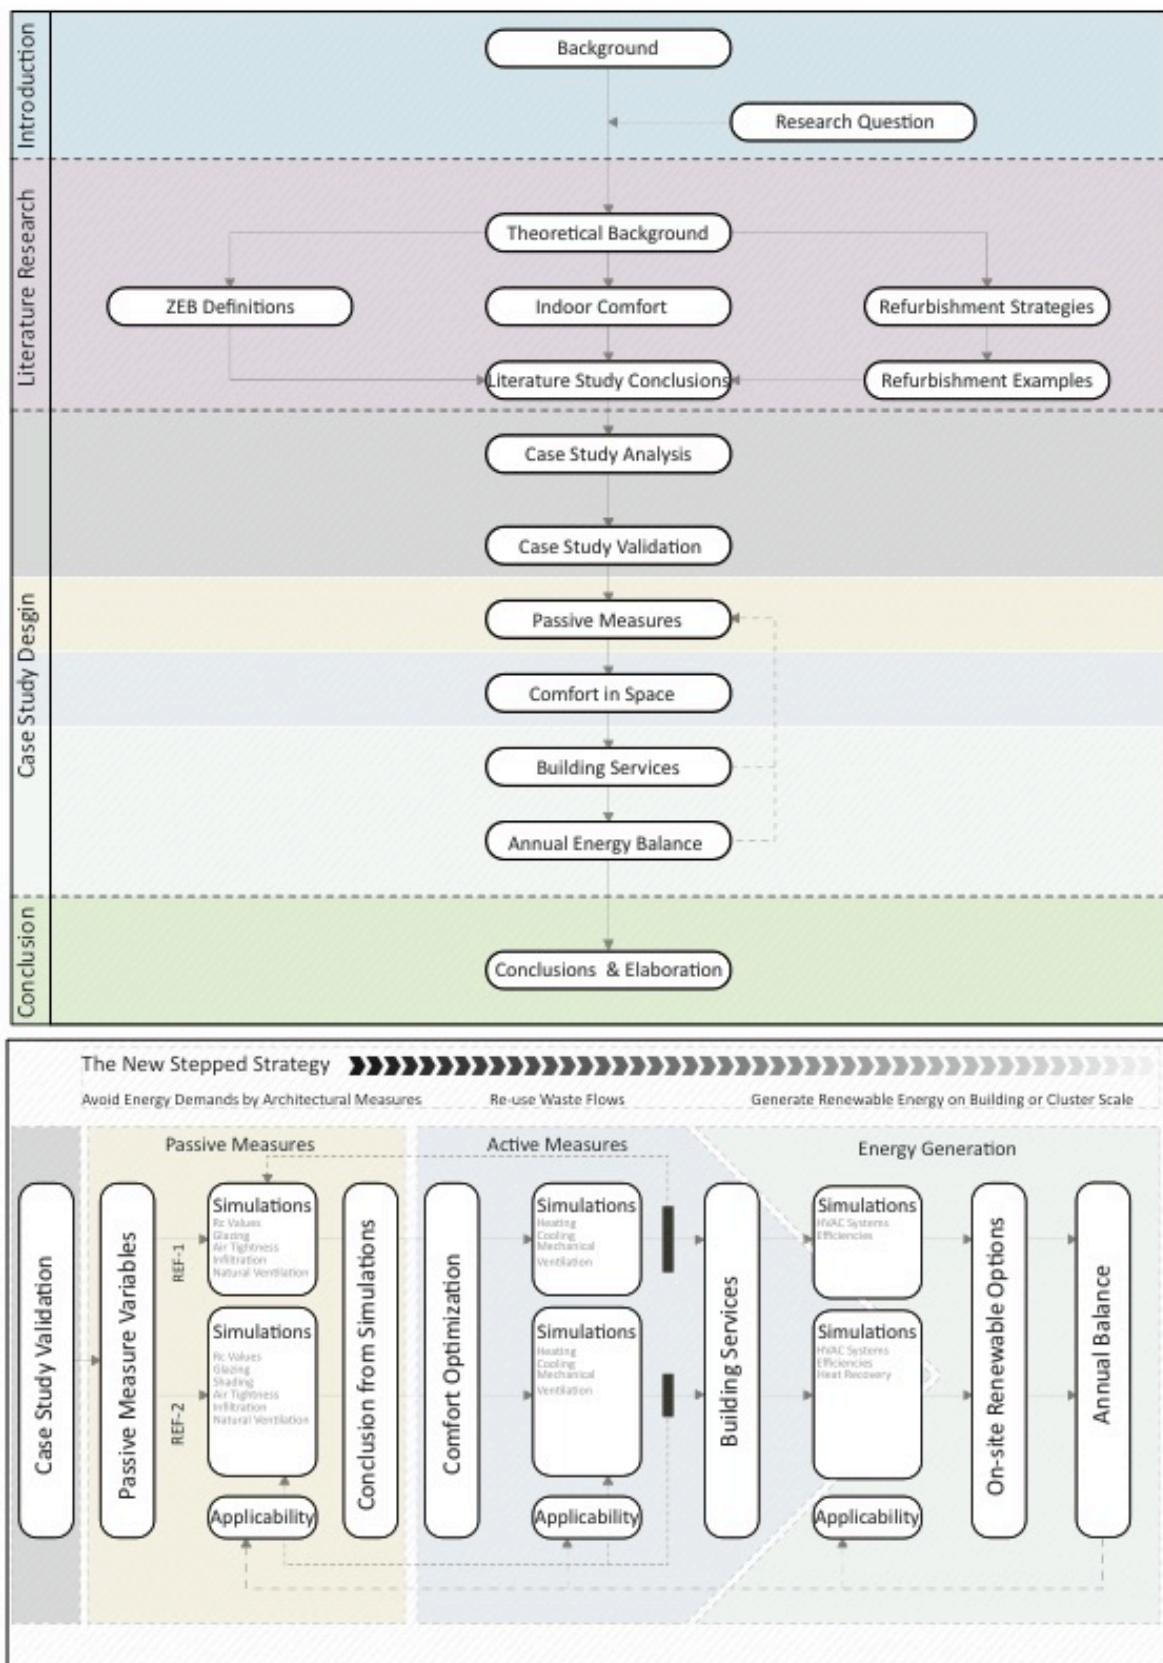 Introduction
Background
Research Question
Literature Research
Theoretical Background
ZEB Definitions
Indoor Comfort
Refurbishment Strategies
Literature Study Conclusions
Refurbishment Examples
Case Study Desgin
Case Study Analysis
Case Study Validation
Passive Measures
Comfort in Space
Building Services
Annual Energy Balance
Conclusion
Conclusions & Elaboration
The New Stepped Strategy
Avoid Energy Demands by Architectural Measures
Re-use Waste Flows
Generate Renewable Energy on Building or Cluster Scale
Passive Measures
Active Measures
Energy Generation
Case Study Validation
Passive Measure Variables
REF-1
Simulations
Rc Values
Glazing
Air Tightness
Infiltration
Natural Ventilation
REF-2
Simulations
Rc Values
Glazing
Shading
Air Tightness
Infiltration
Natural Ventilation
Applicability
Conclusion from Simulations
Comfort Optimization
Simulations
Heating
Cooling
Mechanical
Ventilation
Simulations
Heating
Cooling
Mechanical
Ventilation
Applicability
Building Services
Simulations
HVAC Systems
Efficiencies
Simulations
HVAC Systems
Efficiencies
Heat Recovery
Applicability
On-site Renewable Options
Annual Balance